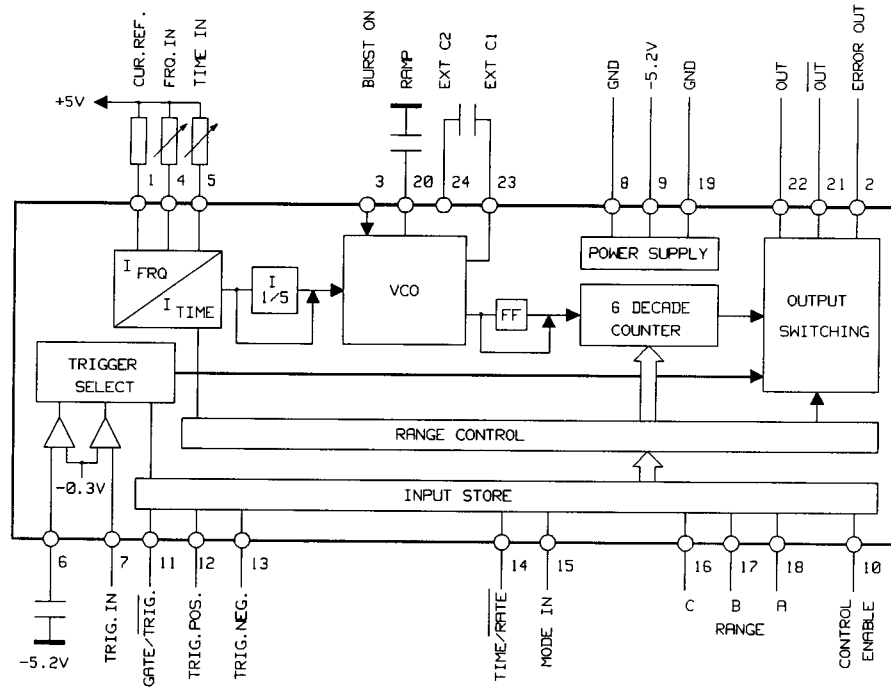 CUR.REF.
FRQ.IN
TIME IN
BURST ON
RAMP
EXT C2
EXT C1
GND
-5.2V
GND
OUT
OUT
ERROR OUT
+5V
1
4
5
3
20
24
23
8
9
19
22
21
2
I FRQ
I TIME
I
1/5
VCO
POWER SUPPLY
FF
6 DECADE
COUNTER
OUTPUT
SWITCHING
TRIGGER
SELECT
RANGE CONTROL
-0.3V
INPUT STORE
6
7
11
12
13
14
15
16
17
18
10
-5.2V
TRIG.IN
GATE/TRIG.
TRIG.POS.
TRIG.NEG.
TIME/RATE
MODE IN
C
B
A
RANGE
CONTROL
ENABLE